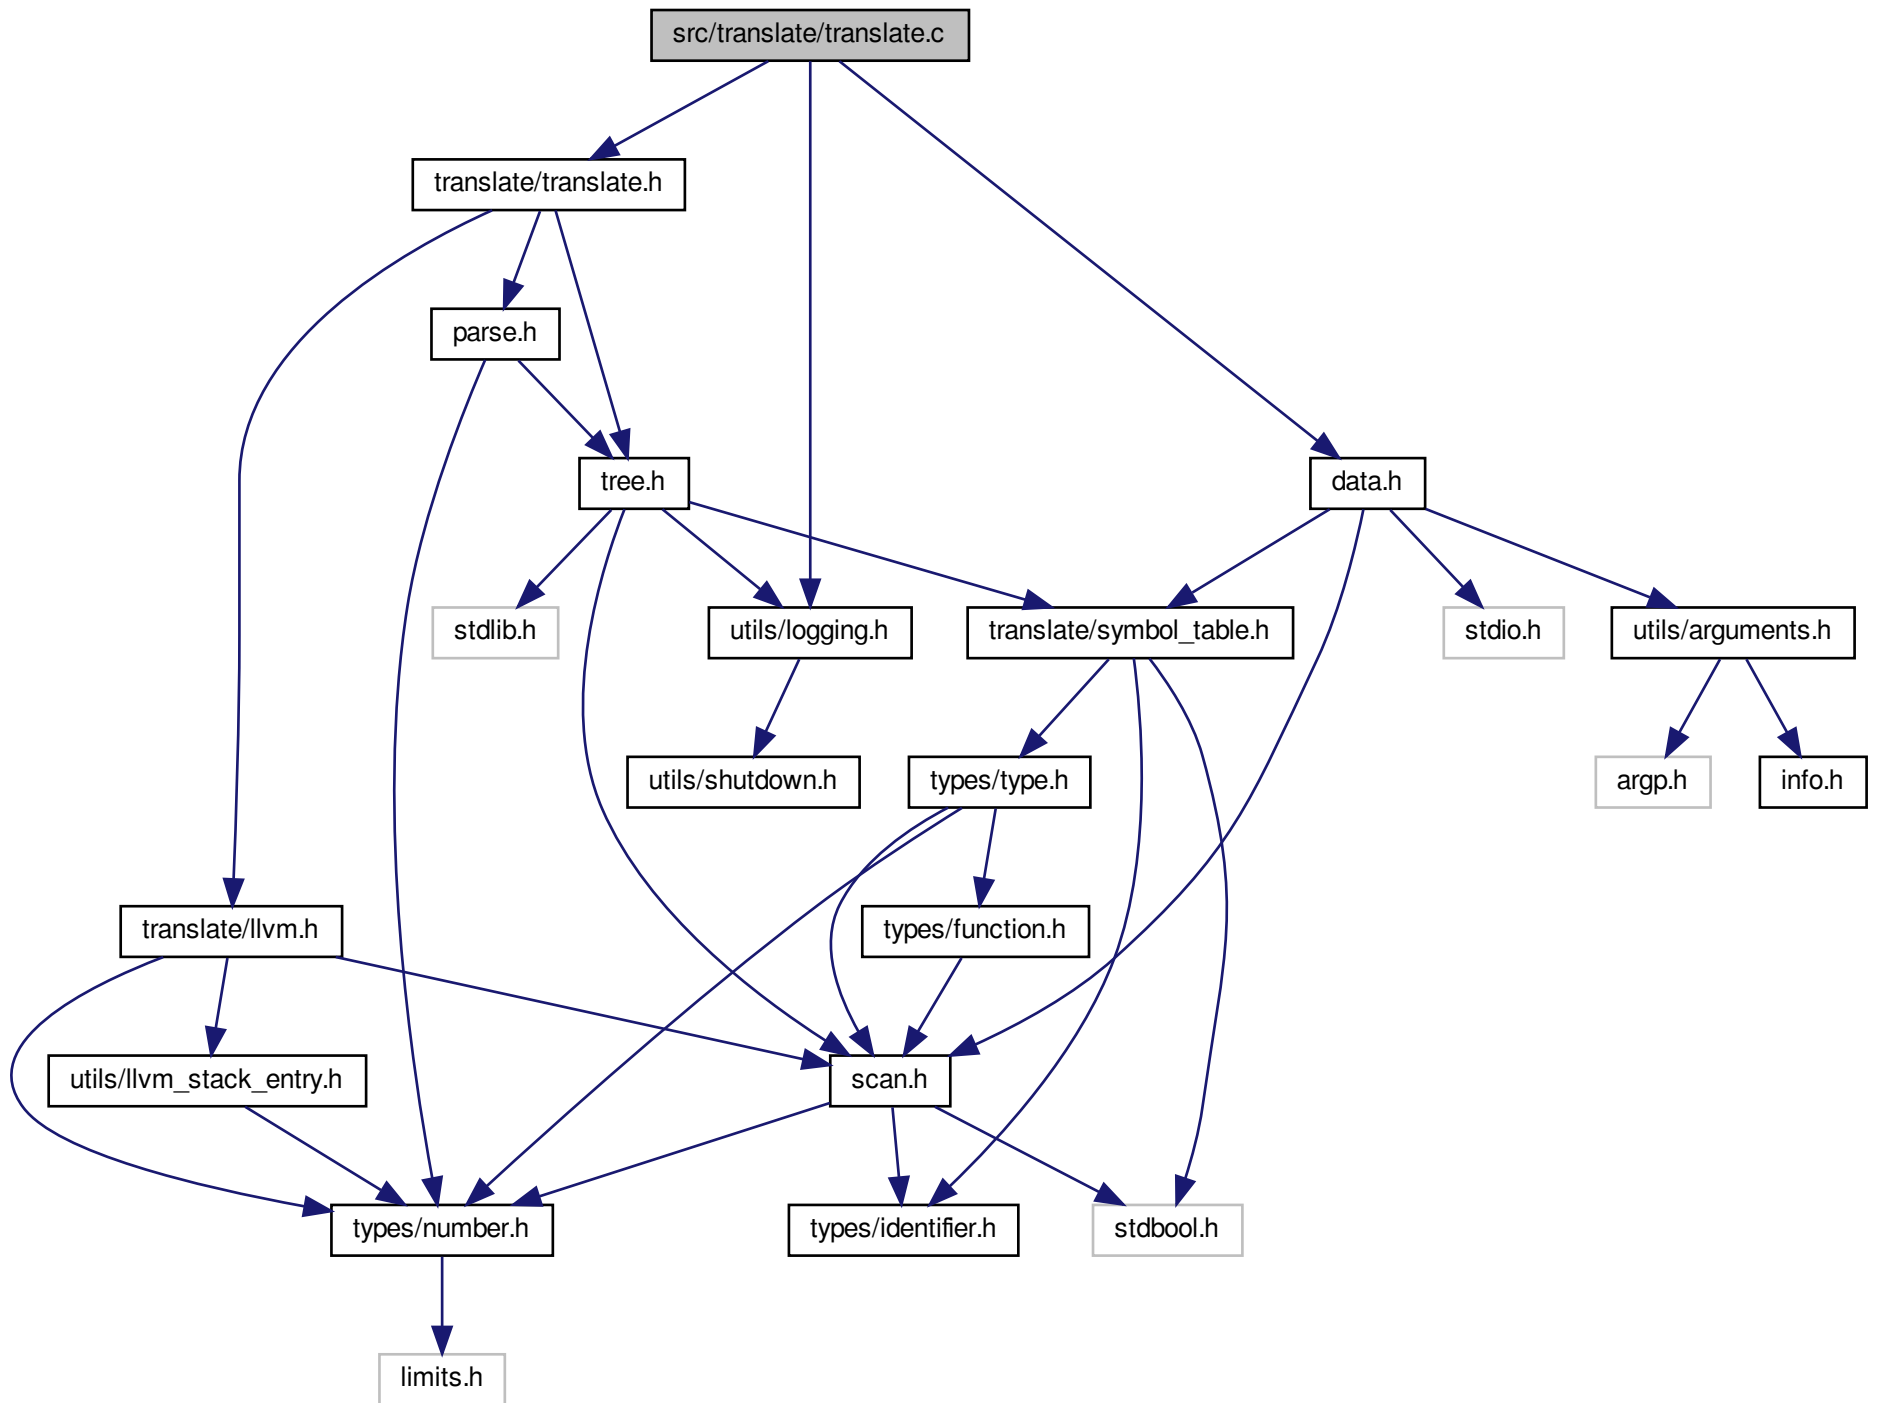 src/translate/translate.c
translate/translate.h
parse.h
tree.h
data.h
stdlib.h
utils/logging.h
translate/symbol_table.h
stdio.h
utils/arguments.h
utils/shutdown.h
types/type.h
argp.h
info.h
translate/llvm.h
types/function.h
utils/llvm_stack_entry.h
scan.h
types/number.h
types/identifier.h
stdbool.h
limits.h